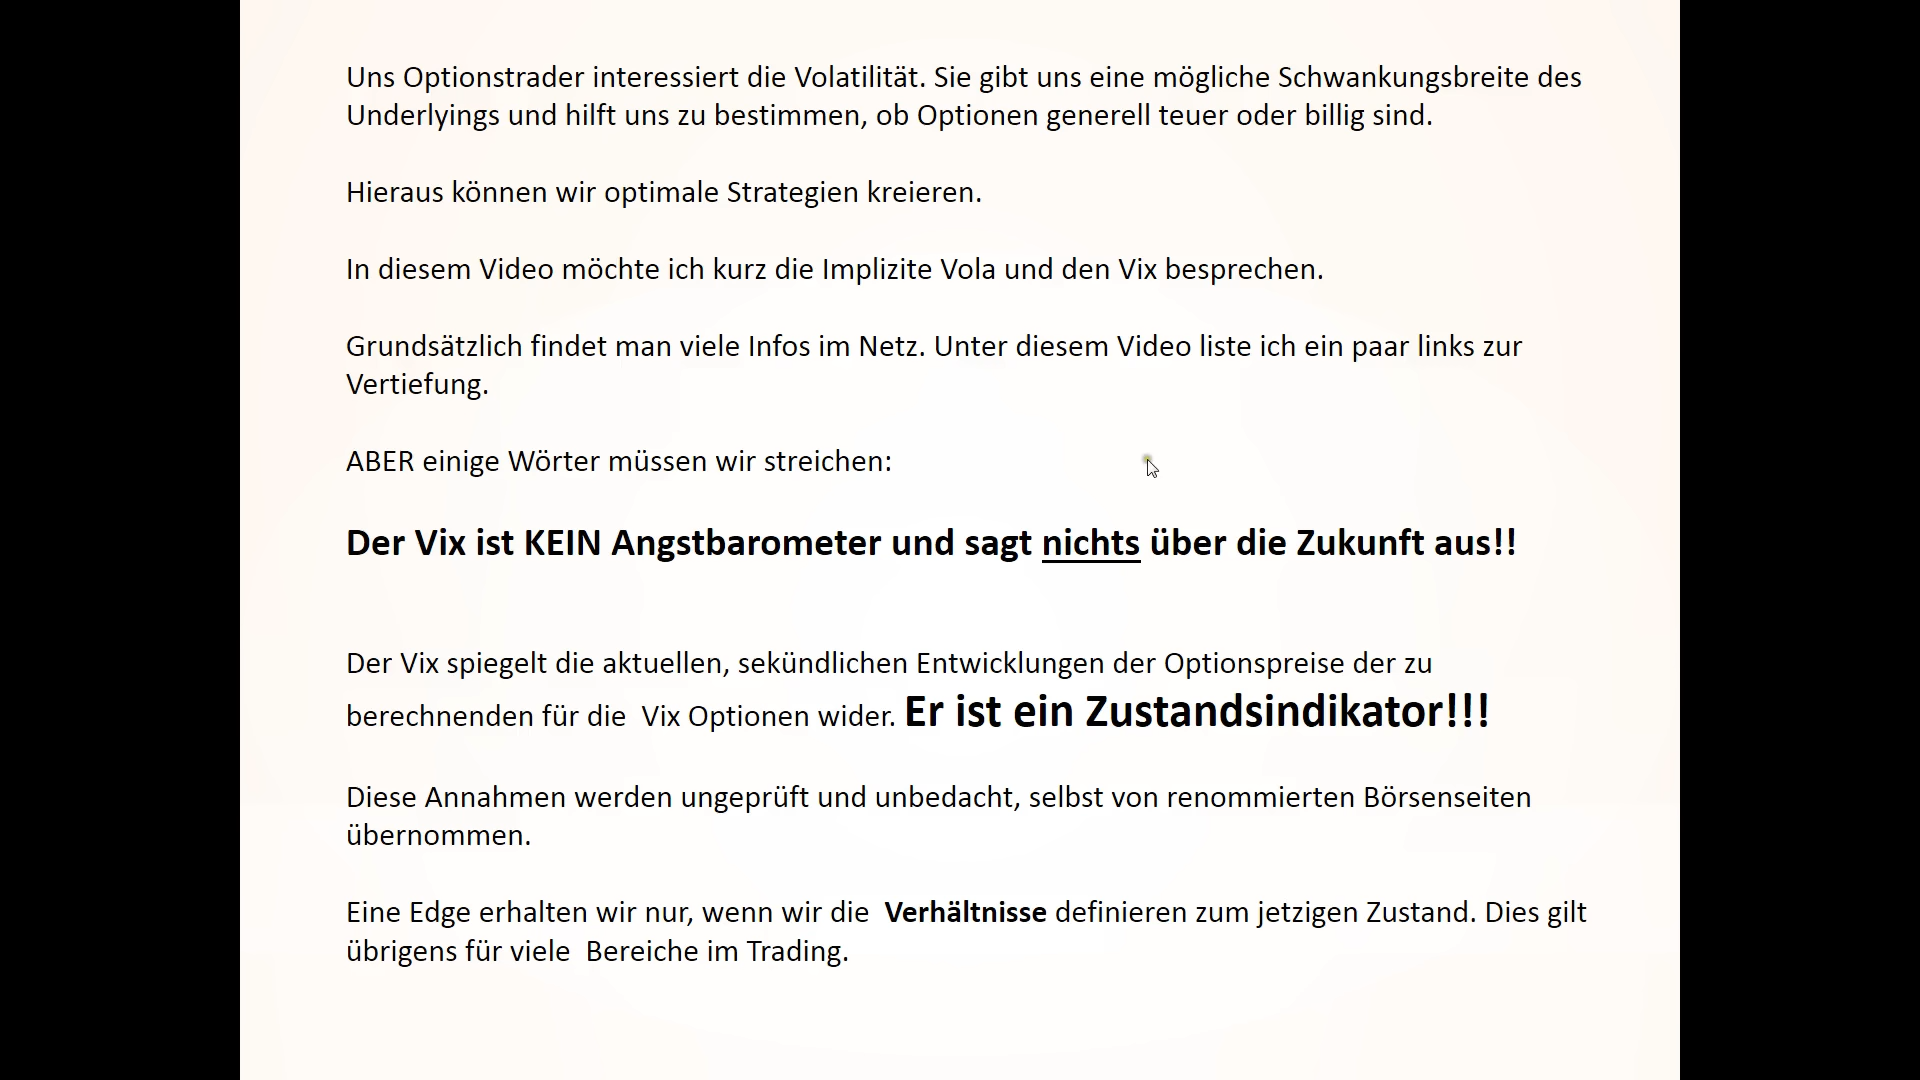 Uns Optionstrader interessiert die Volatilität. Sie gibt uns eine mögliche Schwankungsbreite des
Underlyings und hilft uns zu bestimmen, ob Optionen generell teuer oder billig sind.
Hieraus können wir optimale Strategien kreieren.
In diesem Video möchte ich kurz die Implizite Vola und den Vix besprechen.
Grundsätzlich findet man viele Infos im Netz. Unter diesem Video liste ich ein paar links zur
Vertiefung.
ABER einige Wörter müssen wir streichen:
Der Vix ist KEIN Angstbarometer und sagt nichts über die Zukunft aus!!
Der Vix spiegelt die aktuellen, sekündlichen Entwicklungen der Optionspreise der zu
berechnenden für die  Vix Optionen wider. Er ist ein Zustandsindikator!!!
Diese Annahmen werden ungeprüft und unbedacht, selbst von renommierten Börsenseiten
übernommen.
Eine Edge erhalten wir nur, wenn wir die  Verhältnisse definieren zum jetzigen Zustand. Dies gilt
übrigens für viele  Bereiche im Trading.